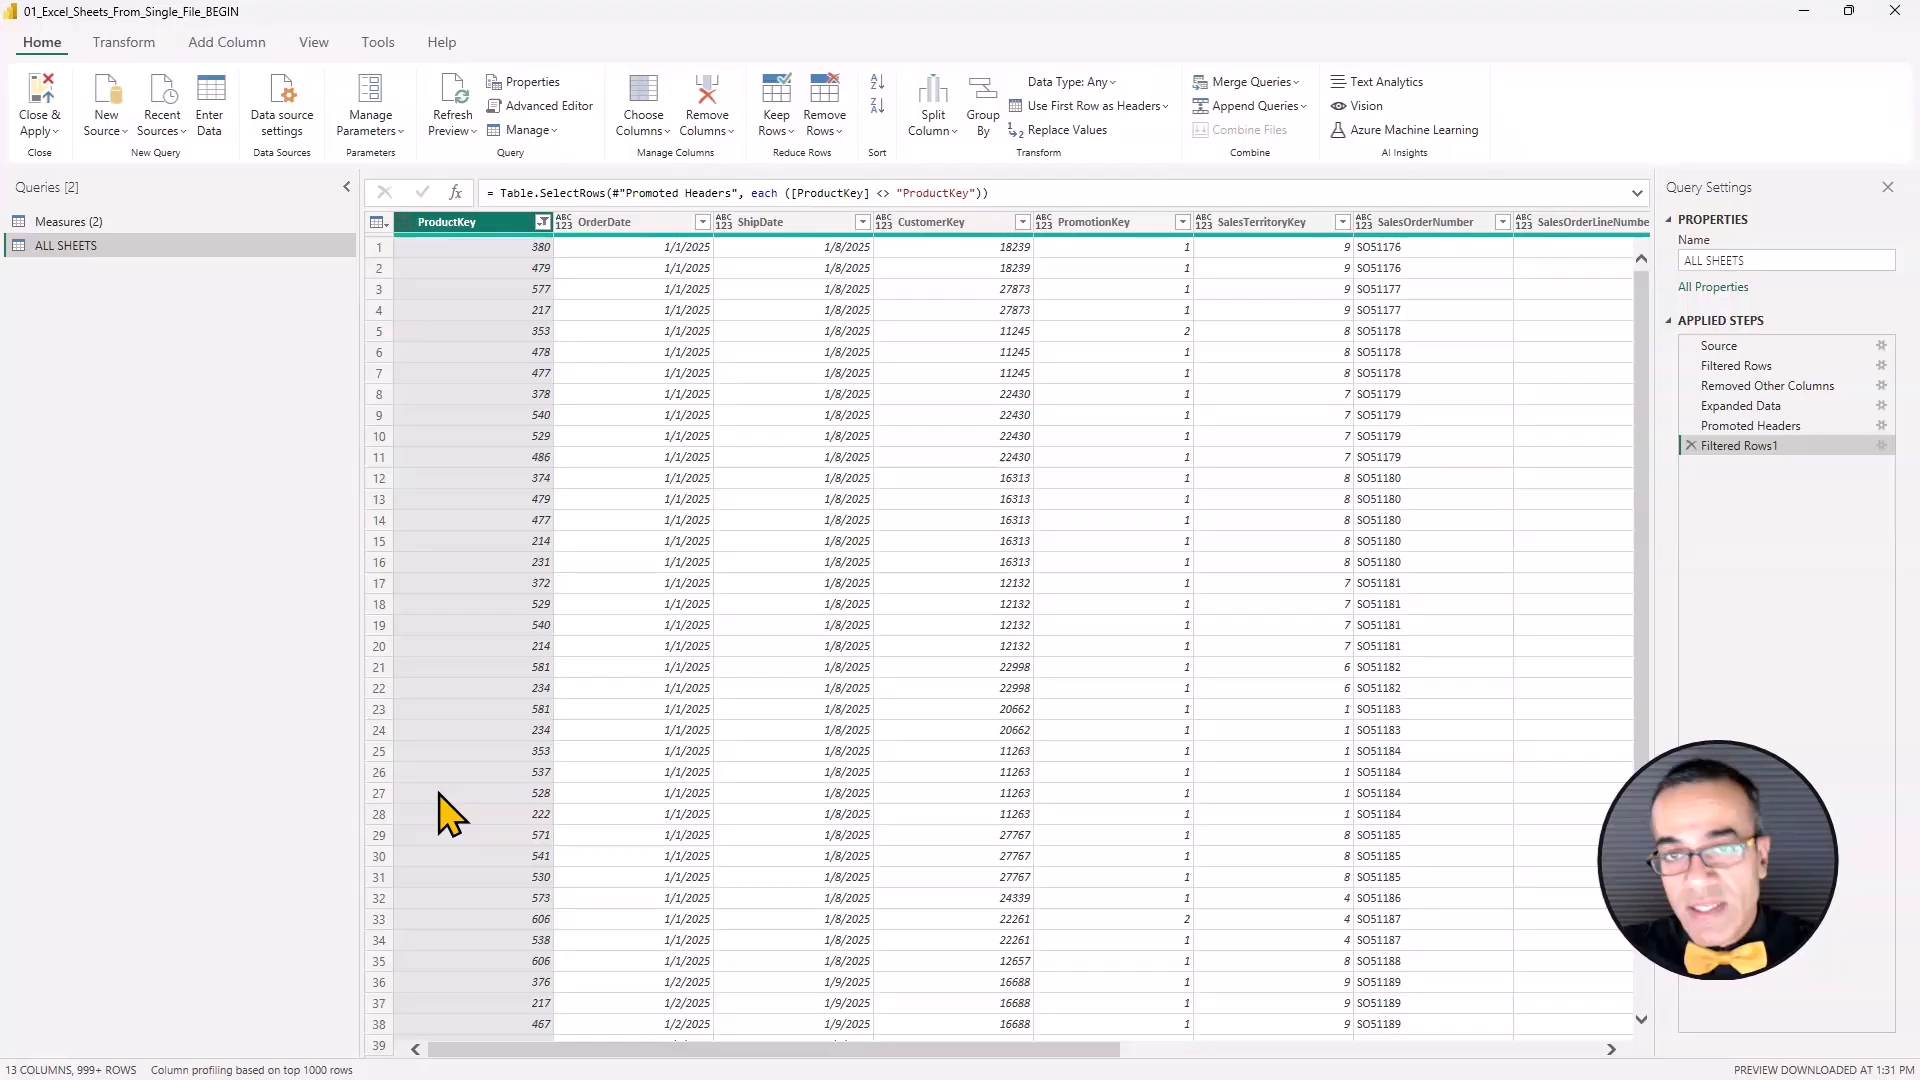 01_Excel_Sheets_From_Single_File_BEGIN
Home Transform Add Column View Tools Help
Close & Apply
New Source
Recent Sources
Enter Data
Data source settings
Manage Parameters
Refresh Preview
Properties
Advanced Editor
Manage
Choose Columns
Remove Columns
Keep Rows
Remove Rows
Split Column
Group By
Data Type: Any
Use First Row as Headers
Replace Values
Merge Queries
Append Queries
Combine Files
Text Analytics
Vision
Azure Machine Learning
Close New Query Data Sources Parameters Query Manage Columns Reduce Rows Sort Transform Combine AI Insights
Queries [2]
Measures (2)
ALL SHEETS
fx = Table.SelectRows(#"Promoted Headers", each ([ProductKey] <> "ProductKey"))
ProductKey ABC 123 OrderDate ABC 123 ShipDate ABC 123 CustomerKey ABC 123 PromotionKey ABC 123 SalesTerritoryKey ABC 123 SalesOrderNumber ABC 123 SalesOrderLineNumbe
1 380 1/1/2025 1/8/2025 18239 1 9 SO51176
2 479 1/1/2025 1/8/2025 18239 1 9 SO51176
3 577 1/1/2025 1/8/2025 27873 1 9 SO51177
4 217 1/1/2025 1/8/2025 27873 1 9 SO51177
5 353 1/1/2025 1/8/2025 11245 2 8 SO51178
6 478 1/1/2025 1/8/2025 11245 1 8 SO51178
7 477 1/1/2025 1/8/2025 11245 1 8 SO51178
8 378 1/1/2025 1/8/2025 22430 1 7 SO51179
9 540 1/1/2025 1/8/2025 22430 1 7 SO51179
10 529 1/1/2025 1/8/2025 22430 1 7 SO51179
11 486 1/1/2025 1/8/2025 22430 1 7 SO51179
12 374 1/1/2025 1/8/2025 16313 1 8 SO51180
13 479 1/1/2025 1/8/2025 16313 1 8 SO51180
14 477 1/1/2025 1/8/2025 16313 1 8 SO51180
15 214 1/1/2025 1/8/2025 16313 1 8 SO51180
16 231 1/1/2025 1/8/2025 16313 1 8 SO51180
17 372 1/1/2025 1/8/2025 12132 1 7 SO51181
18 529 1/1/2025 1/8/2025 12132 1 7 SO51181
19 540 1/1/2025 1/8/2025 12132 1 7 SO51181
20 214 1/1/2025 1/8/2025 12132 1 7 SO51181
21 581 1/1/2025 1/8/2025 22998 1 6 SO51182
22 234 1/1/2025 1/8/2025 22998 1 6 SO51182
23 581 1/1/2025 1/8/2025 20662 1 1 SO51183
24 234 1/1/2025 1/8/2025 20662 1 1 SO51183
25 353 1/1/2025 1/8/2025 11263 1 1 SO51184
26 537 1/1/2025 1/8/2025 11263 1 1 SO51184
27 528 1/1/2025 1/8/2025 11263 1 1 SO51184
28 222 1/1/2025 1/8/2025 11263 1 1 SO51184
29 571 1/1/2025 1/8/2025 27767 1 8 SO51185
30 541 1/1/2025 1/8/2025 27767 1 8 SO51185
31 530 1/1/2025 1/8/2025 27767 1 8 SO51185
32 573 1/1/2025 1/8/2025 24339 1 4 SO51186
33 606 1/1/2025 1/8/2025 22261 2 4 SO51187
34 538 1/1/2025 1/8/2025 22261 1 4 SO51187
35 606 1/1/2025 1/8/2025 12657 1 8 SO51188
36 376 1/2/2025 1/9/2025 16688 1 9 SO51189
37 217 1/2/2025 1/9/2025 16688 1 9 SO51189
38 467 1/2/2025 1/9/2025 16688 1 9 SO51189
39
Query Settings
PROPERTIES
Name
ALL SHEETS
All Properties
APPLIED STEPS
Source
Filtered Rows
Removed Other Columns
Expanded Data
Promoted Headers
Filtered Rows1
13 COLUMNS, 999+ ROWS Column profiling based on top 1000 rows
PREVIEW DOWNLOADED AT 1:31 PM